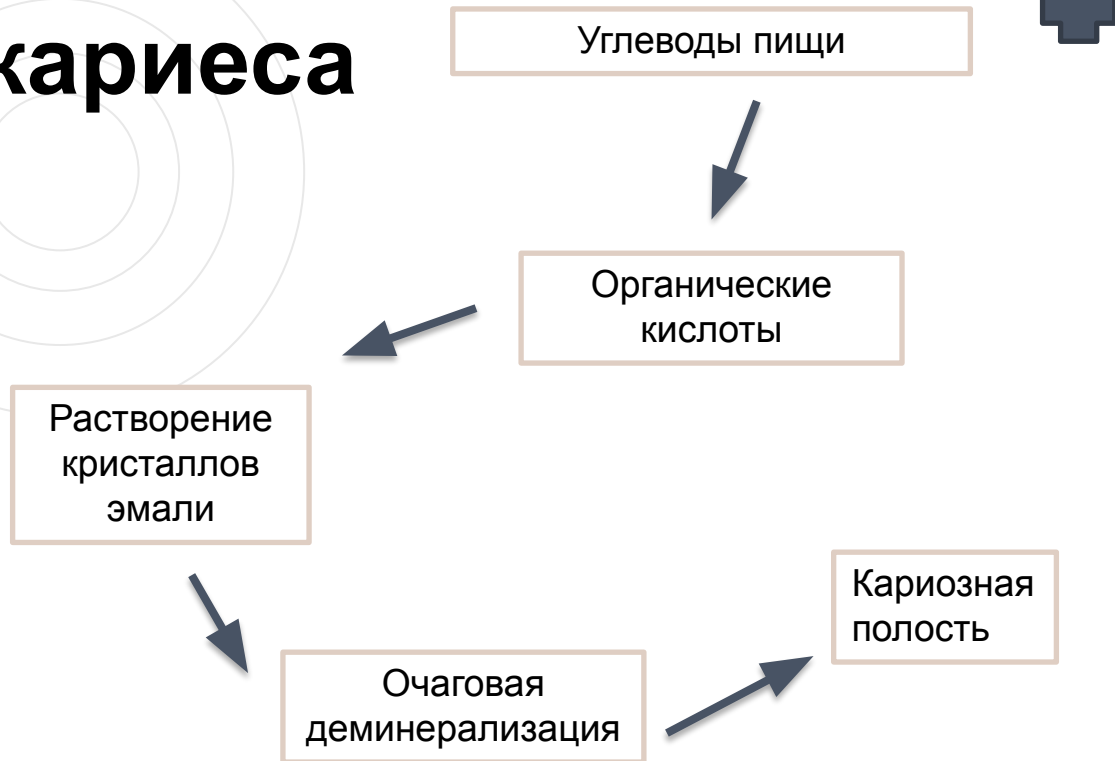 кариеса
Углеводы пищи
Органические
кислоты
Растворение
кристаллов
эмали
Очаговая
деминерализация
Кариозная
полость